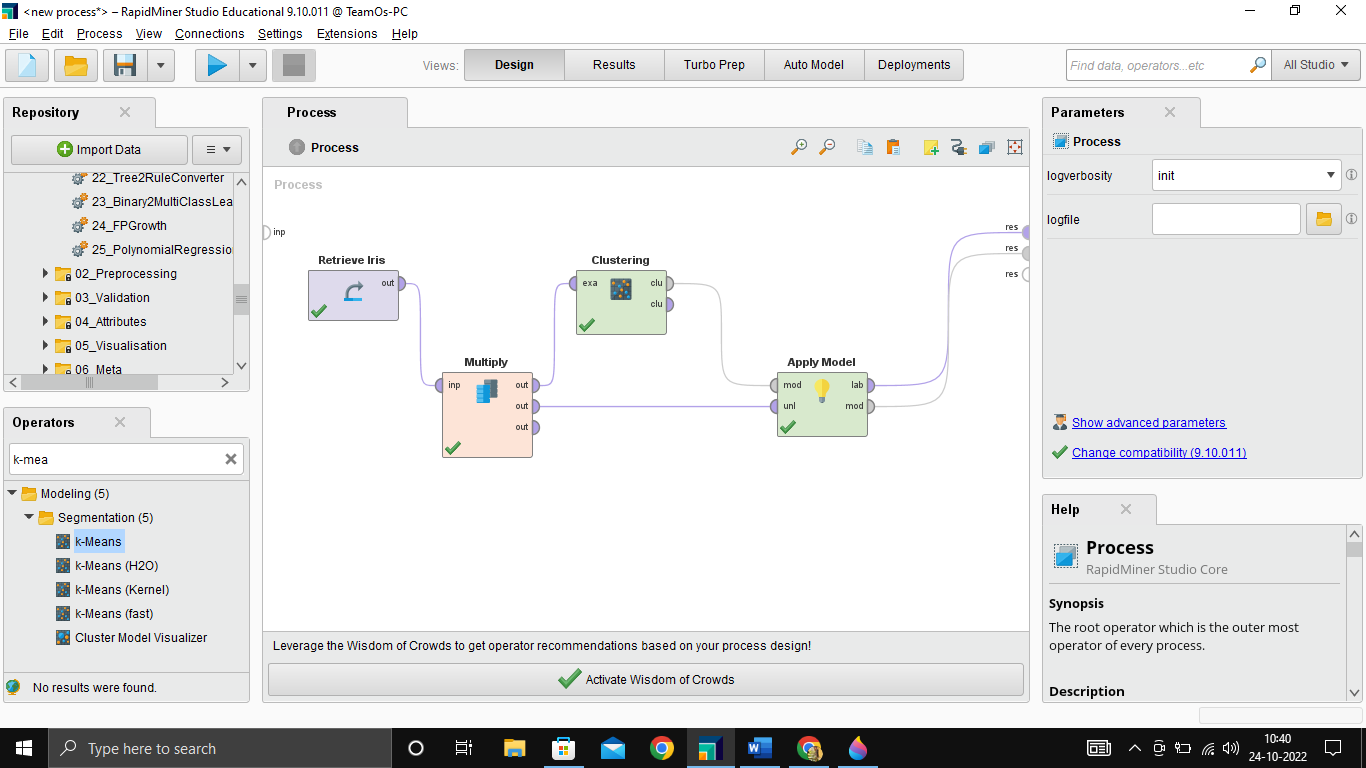 <new process*> – RapidMiner Studio Educational 9.10.011 @ TeamOs-PC
File Edit Process View Connections Settings Extensions Help
Views: Design Results Turbo Prep Auto Model Deployments
Find data, operators...etc
All Studio
Repository
Import Data
22_Tree2RuleConverter
23_Binary2MultiClassLea
24_FPGrowth
25_PolynomialRegression
02_Preprocessing
03_Validation
04_Attributes
05_Visualisation
06_Meta
Operators
k-mea
Modeling (5)
Segmentation (5)
k-Means
k-Means (H2O)
k-Means (Kernel)
k-Means (fast)
Cluster Model Visualizer
No results were found.
Process
Process
Process
inp
Retrieve Iris
out
Multiply
inp out
out
out
Clustering
exa clu
clu
Apply Model
mod lab
unl mod
res
res
res
Leverage the Wisdom of Crowds to get operator recommendations based on your process design!
Activate Wisdom of Crowds
Parameters
Process
logverbosity init
logfile
Show advanced parameters
Change compatibility (9.10.011)
Help
Process
RapidMiner Studio Core
Synopsis
The root operator which is the outer most
operator of every process.
Description
Type here to search
10:40
24-10-2022